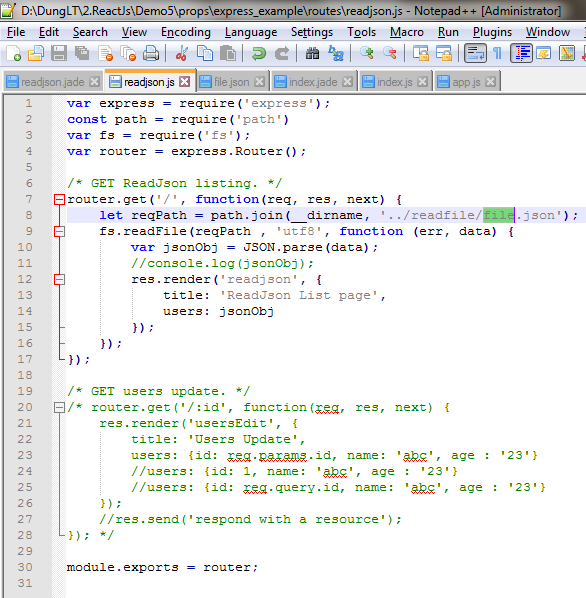 D:\DungLT\2.ReactJs\Demo5\props\express_example\routes\readjson.js - Notepad++ [Administrator]
File Edit Search View Encoding Language Settings Tools Macro Run Plugins Window
readjson.jade readjson.js file.json index.jade index.js app.js
1 var express = require('express');
2 const path = require('path')
3 var fs = require('fs');
4 var router = express.Router();
5
6 /* GET ReadJson listing. */
7 router.get('/', function(req, res, next) {
8 let reqPath = path.join(__dirname, '../readfile/file.json');
9 fs.readFile(reqPath , 'utf8', function (err, data) {
10 var jsonObj = JSON.parse(data);
11 //console.log(jsonObj);
12 res.render('readjson', {
13 title: 'ReadJson List page',
14 users: jsonObj
15 });
16 });
17 });
18
19 /* GET users update. */
20 /* router.get('/:id', function(req, res, next) {
21 res.render('usersEdit', {
22 title: 'Users Update',
23 users: {id: req.params.id, name: 'abc', age : '23'}
24 //users: {id: 1, name: 'abc', age : '23'}
25 //users: {id: req.query.id, name: 'abc', age : '23'}
26 });
27 //res.send('respond with a resource');
28 }); */
29
30 module.exports = router;
31